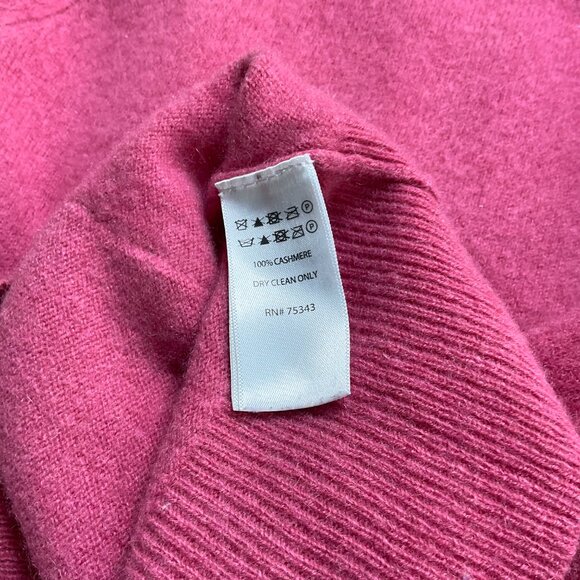 P
P
100% CASHMERE
DRY CLEAN ONLY
RN# 75343